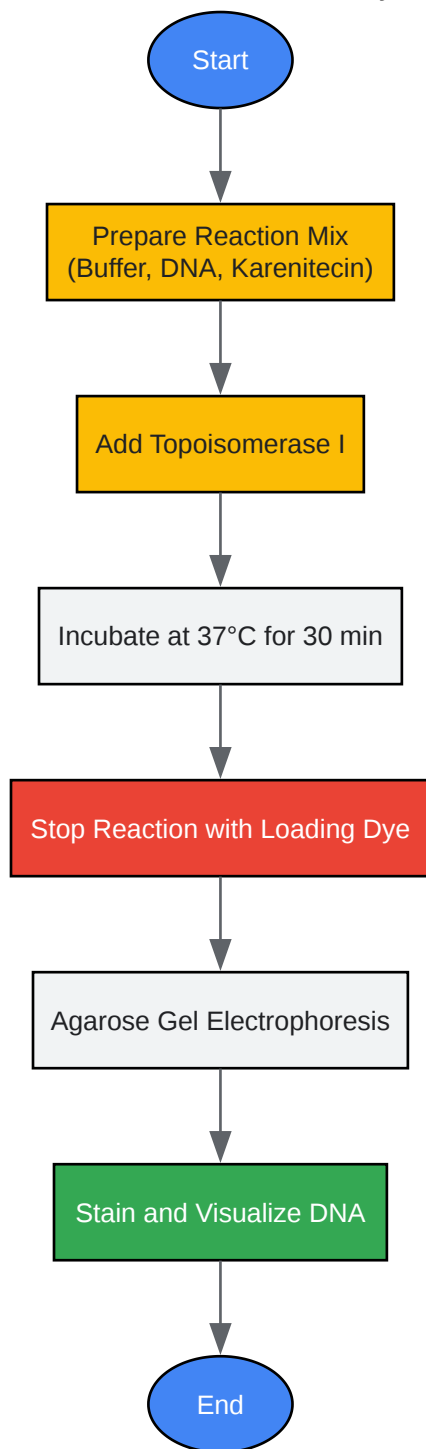 Start
Prepare Reaction Mix
(Buffer, DNA, Karenitecin)
Add Topoisomerase I
Incubate at 37°C for 30 min
Stop Reaction with Loading Dye
Agarose Gel Electrophoresis
Stain and Visualize DNA
End